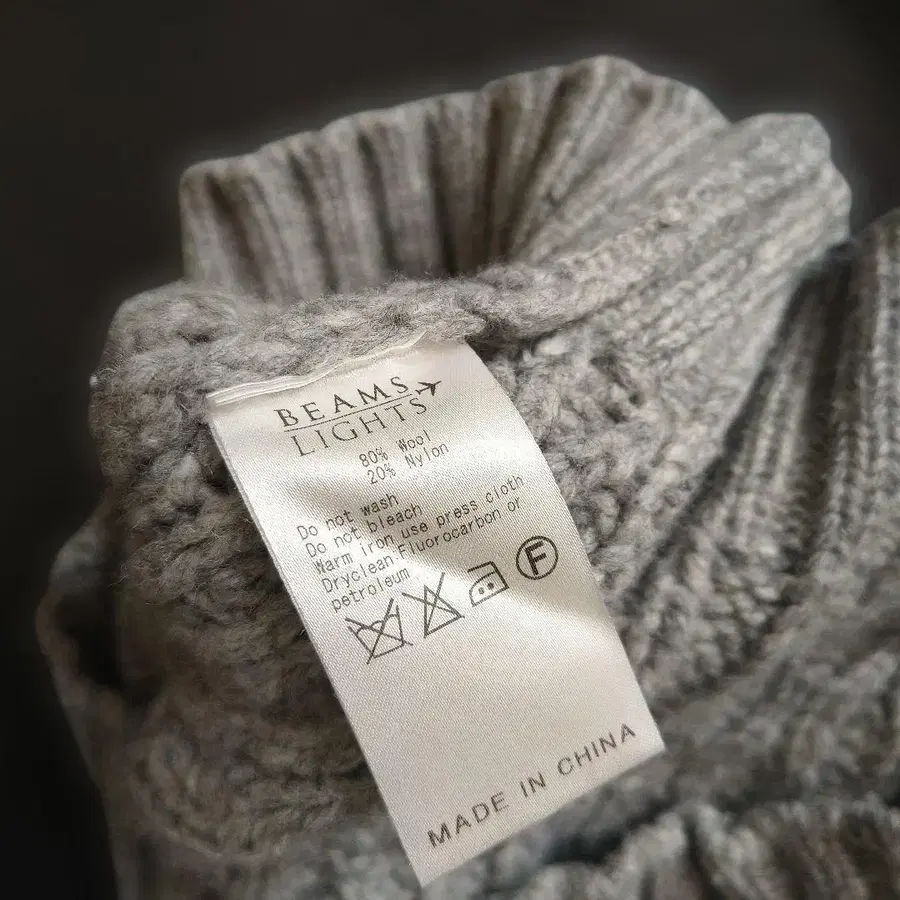 BEAMS
LIGHTS
80% Wool
20% Nylon
Do not wash
Do not bleach
Warm iron use press cloth
Dryclean Fluorocarbon or
petroleum
F
MADE IN CHINA